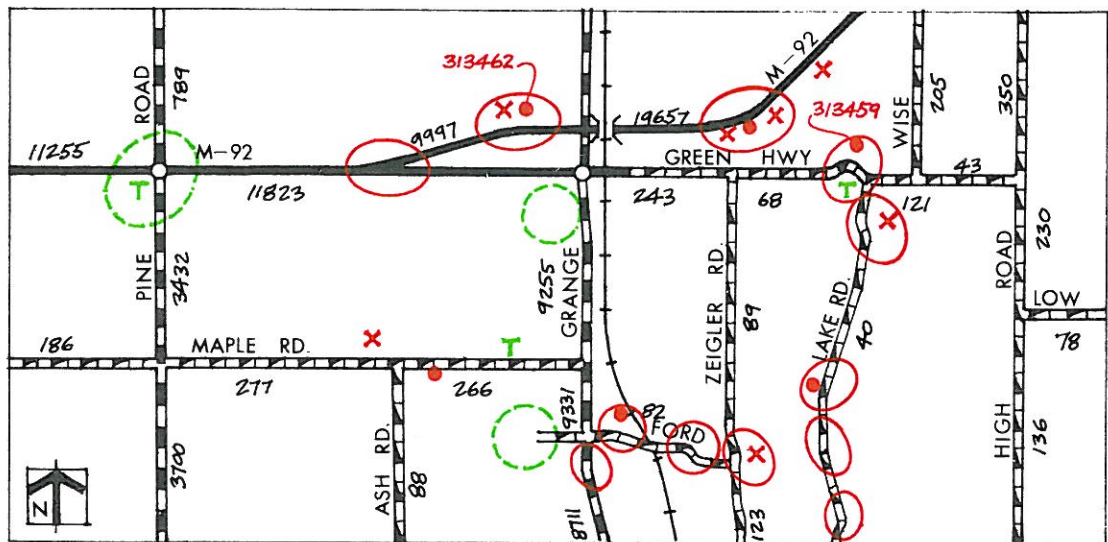 313462
M-92
789
ROAD
19657
WISE
205
350
9997
313459
11255
M-92
GREEN HWY
43
T
11823
243
68
T
121
PINE
3432
9255
GRANGE
ZEIGLER RD.
89
LAKE RD.
40
ROAD
230
LOW
78
186
MAPLE RD.
T
277
266
9331
82
FORD
HIGH
136
3700
ASH RD.
88
8711
123
N